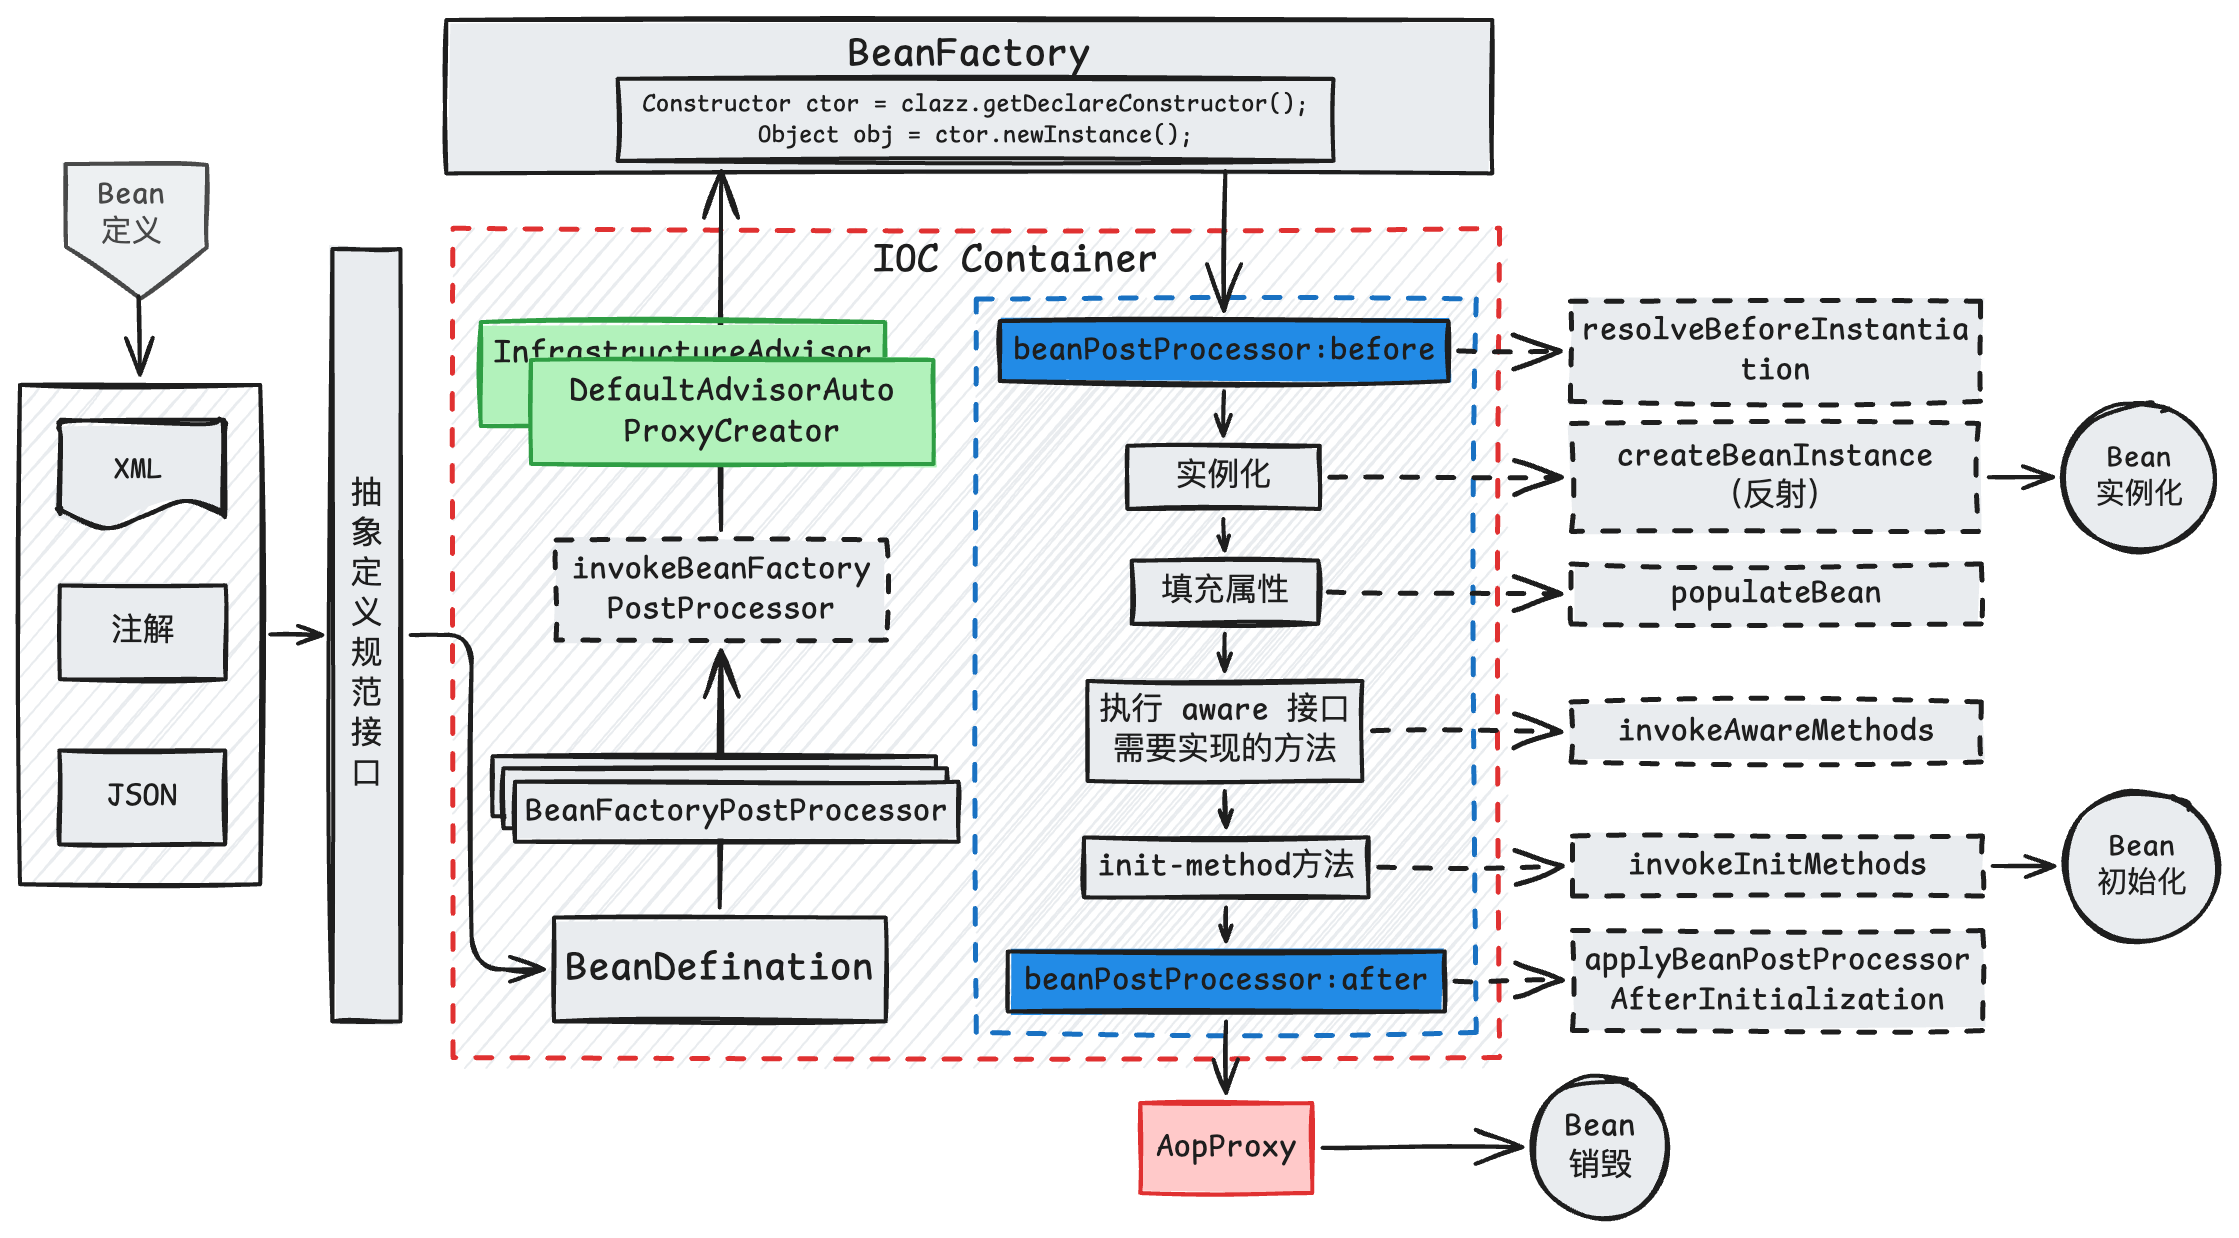 BeanFactory
Constructor ctor = clazz.getDeclareConstructor();
Object obj = ctor.newInstance();
Bean
定义
XML
注解
JSON
抽
象
定
义
规
范
接
口
IOC Container
InfrastructureAdvisor
DefaultAdvisorAuto
ProxyCreator
invokeBeanFactory
PostProcessor
BeanFactoryPostProcessor
BeanDefination
beanPostProcessor:before
实例化
填充属性
执行 aware 接口
需要实现的方法
init-method方法
beanPostProcessor:after
resolveBeforeInstantia
tion
createBeanInstance
(反射)
populateBean
invokeAwareMethods
invokeInitMethods
applyBeanPostProcessor
AfterInitialization
Bean
实例化
Bean
初始化
AopProxy
Bean
销毁